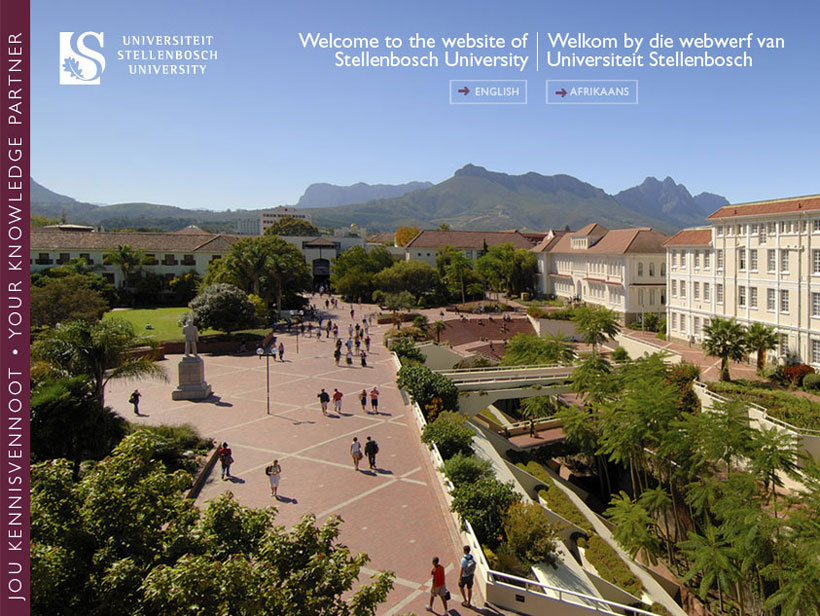 UNIVERSITEIT
STELLENBOSCH
UNIVERSITY
Welcome to the website of
Stellenbosch University
ENGLISH
Welkom by die webwerf van
Universiteit Stellenbosch
AFRIKAANS
JOU KENNISVENNOOT • YOUR KNOWLEDGE PARTNER